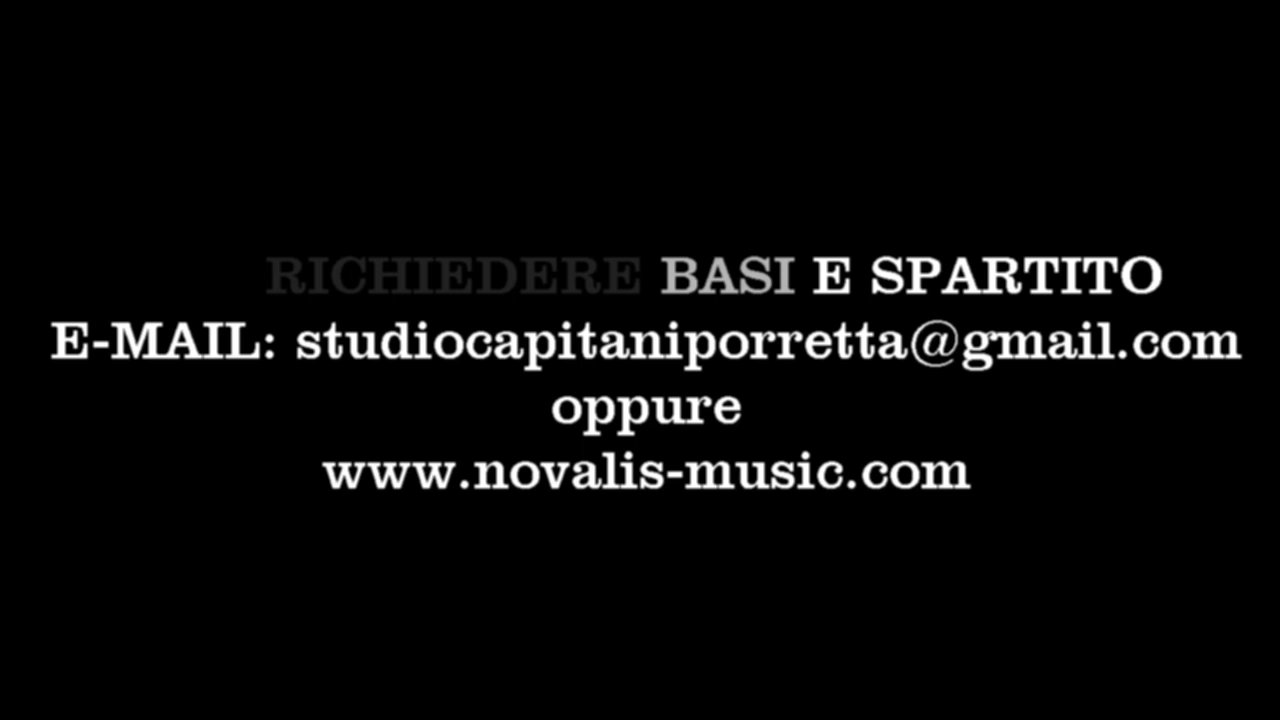 RICHIEDERE BASI E SPARTITO
E-MAIL: studiocapitaniporretta@gmail.com
oppure
www.novalis-music.com